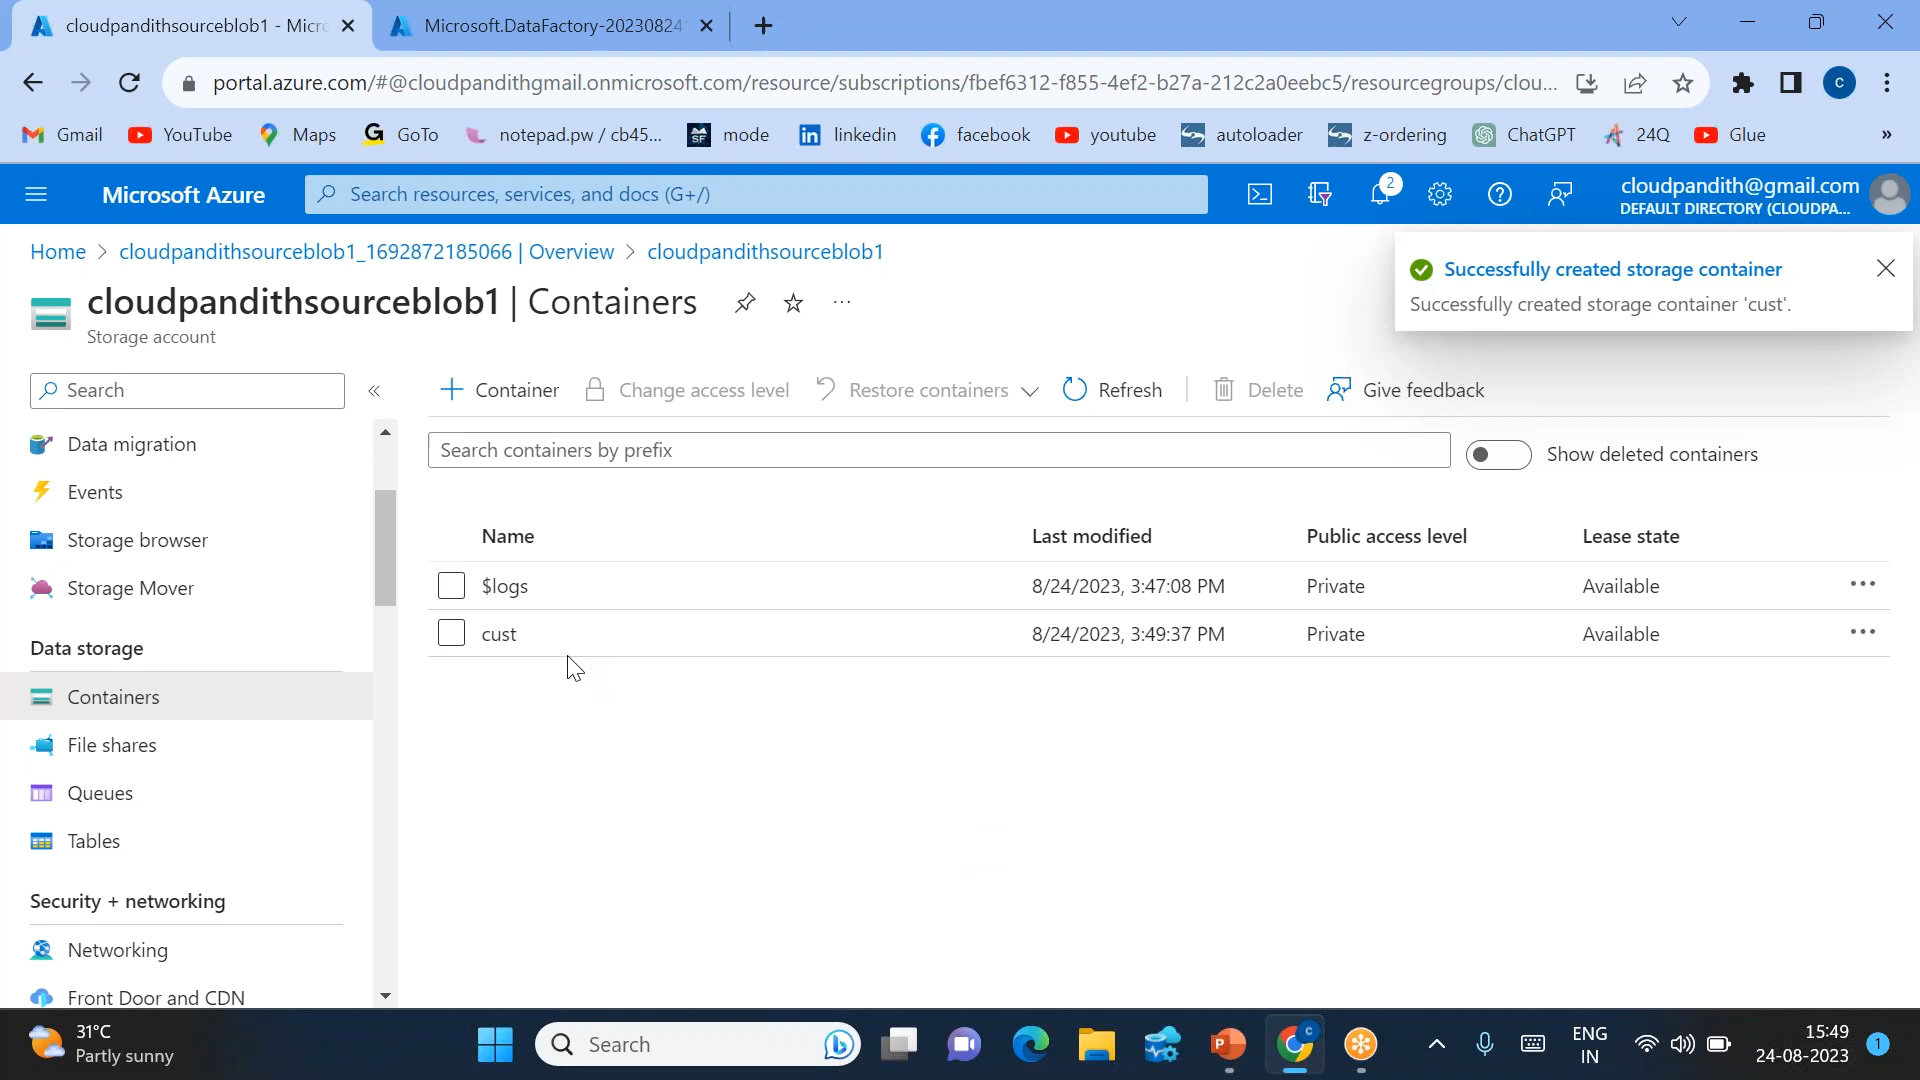 cloudpandithsourceblob1 - Micr
Microsoft.DataFactory-20230824
portal.azure.com/#@cloudpandithgmail.onmicrosoft.com/resource/subscriptions/fbef6312-f855-4ef2-b27a-212c2a0eebc5/resourcegroups/clou...
c
Gmail
YouTube
Maps
GoTo
notepad.pw / cb45...
mode
linkedin
facebook
youtube
autoloader
z-ordering
ChatGPT
24Q
Glue
»
Microsoft Azure
Search resources, services, and docs (G+/)
2
cloudpandith@gmail.com
DEFAULT DIRECTORY (CLOUDPA...
Home > cloudpandithsourceblob1_1692872185066 | Overview > cloudpandithsourceblob1
Successfully created storage container
Successfully created storage container 'cust'.
cloudpandithsourceblob1 | Containers
Storage account
Search
Container
Change access level
Restore containers
Refresh
Delete
Give feedback
Search containers by prefix
Show deleted containers
Data migration
Events
Storage browser
Storage Mover
Data storage
Containers
File shares
Queues
Tables
Security + networking
Networking
Front Door and CDN
Name Last modified Public access level Lease state
$logs 8/24/2023, 3:47:08 PM Private Available
cust 8/24/2023, 3:49:37 PM Private Available
31°C
Partly sunny
Search
ENG
IN
15:49
24-08-2023
1